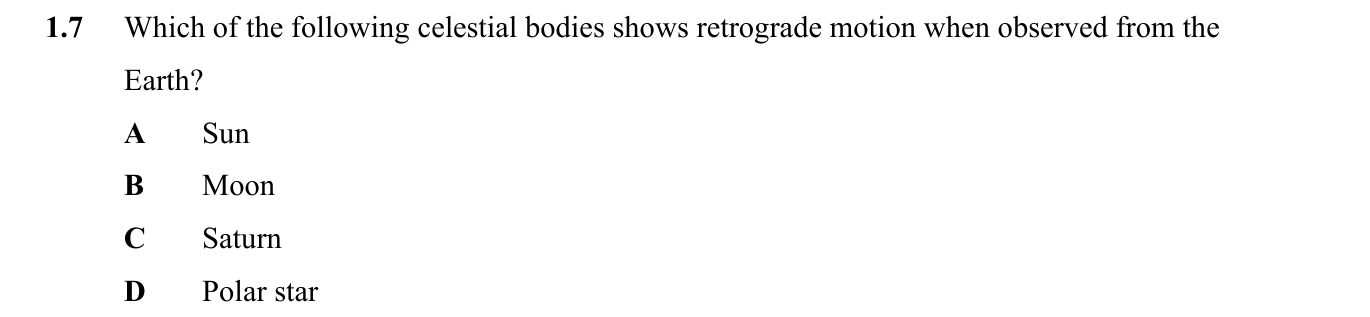 1.7 Which of the following celestial bodies shows retrograde motion when observed from the
Earth?
A Sun
B Moon
C Saturn
D Polar star